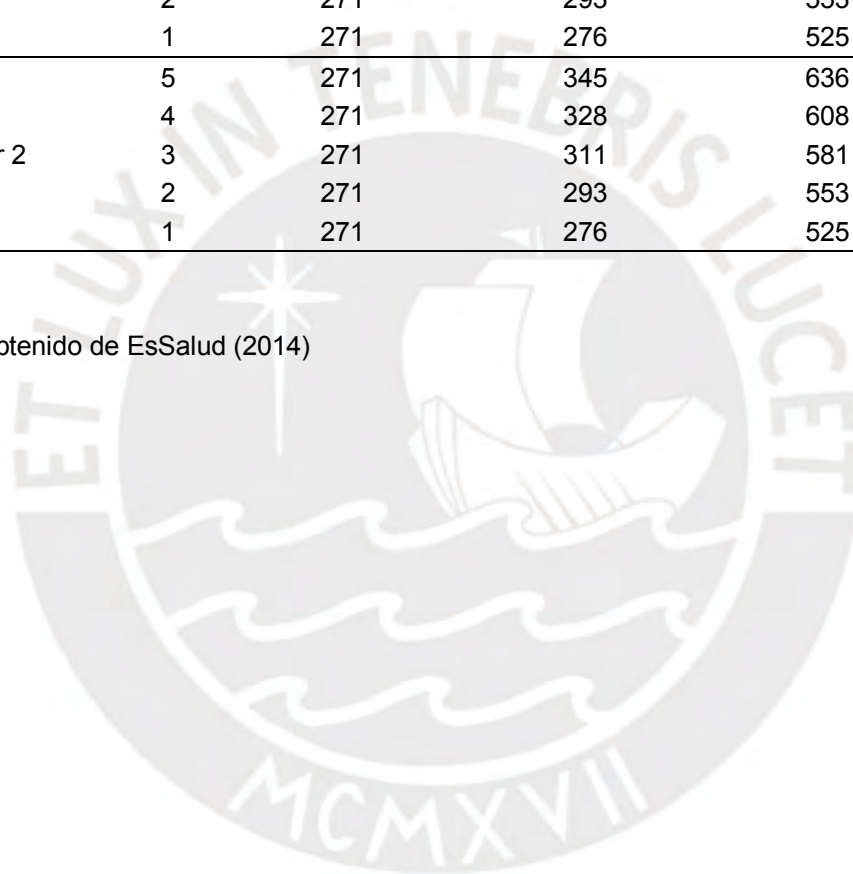 2 271 293 553
1 271 276 525
5 271 345 636
4 271 328 608
r 2 3 271 311 581
2 271 293 553
1 271 276 525
btenido de EsSalud (2014)
ET LUX IN TENEBRIS LUCET
MCMXVII